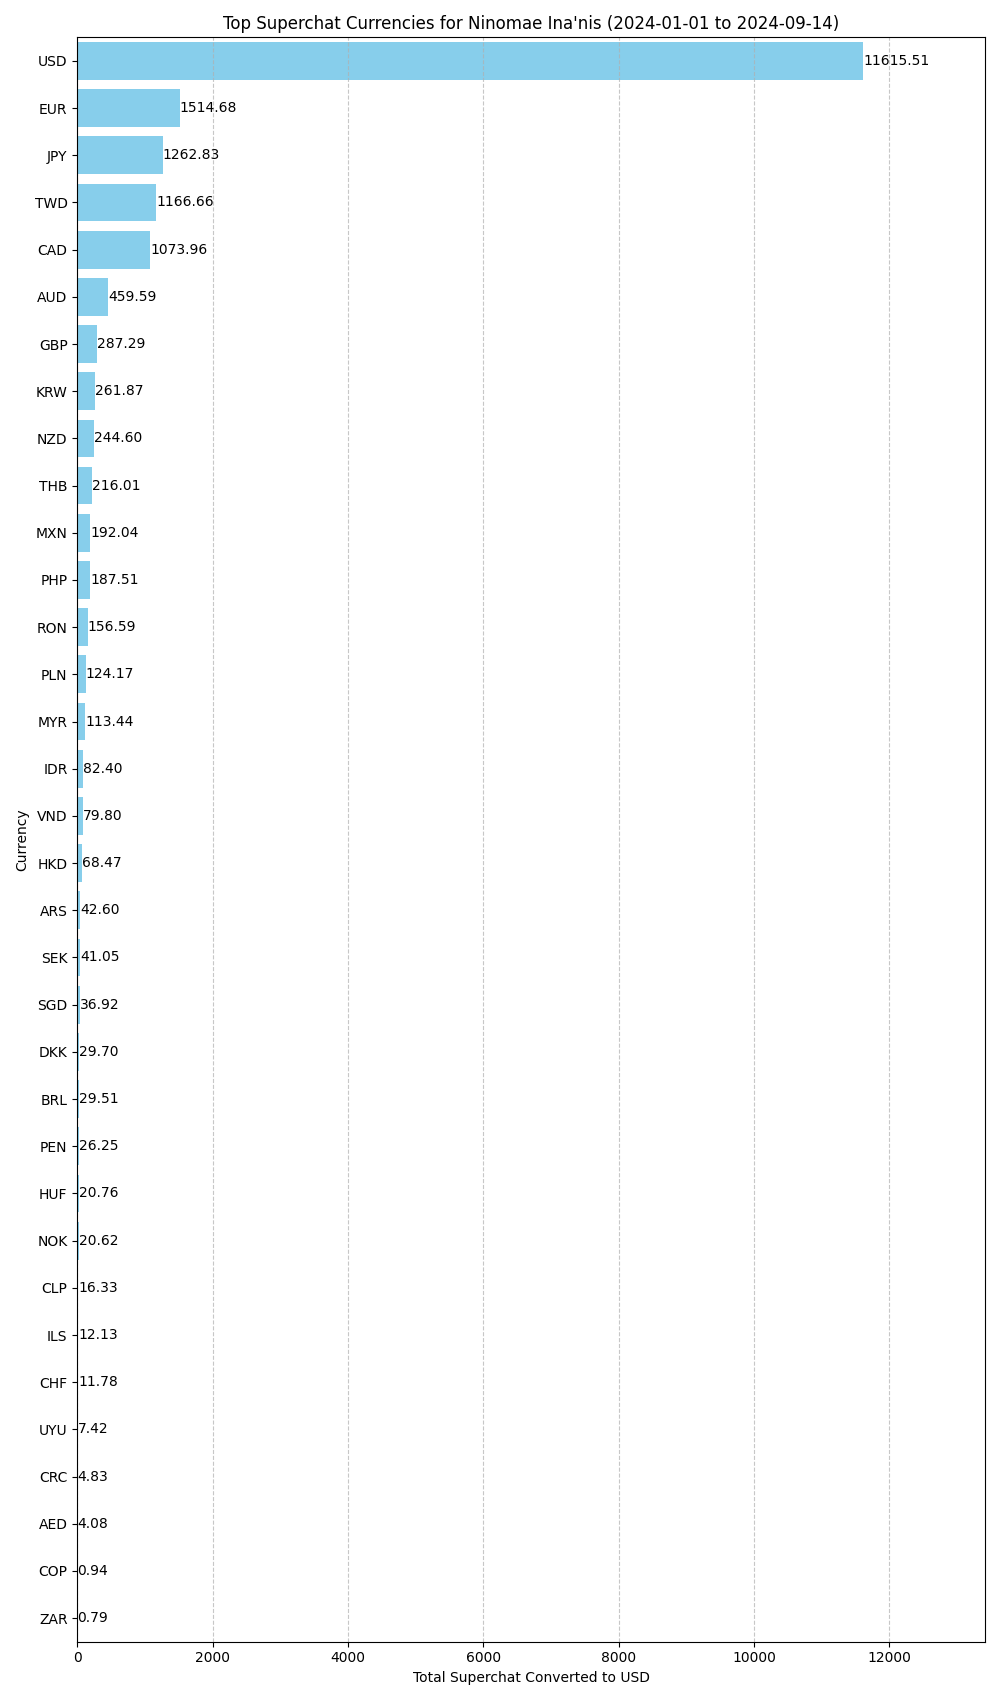 Top Superchat Currencies for Ninomae Ina'nis (2024-01-01 to 2024-09-14)
USD 11615.51
EUR 1514.68
JPY 1262.83
TWD 1166.66
CAD 1073.96
AUD 459.59
GBP 287.29
KRW 261.87
NZD 244.60
THB 216.01
MXN 192.04
PHP 187.51
RON 156.59
PLN 124.17
MYR 113.44
IDR 82.40
VND 79.80
Currency
HKD 68.47
ARS 42.60
SEK 41.05
SGD 36.92
DKK 29.70
BRL 29.51
PEN 26.25
HUF 20.76
NOK 20.62
CLP 16.33
ILS 12.13
CHF 11.78
UYU 7.42
CRC 4.83
AED 4.08
COP 0.94
ZAR 0.79
0 2000 4000 6000 8000 10000 12000
Total Superchat Converted to USD